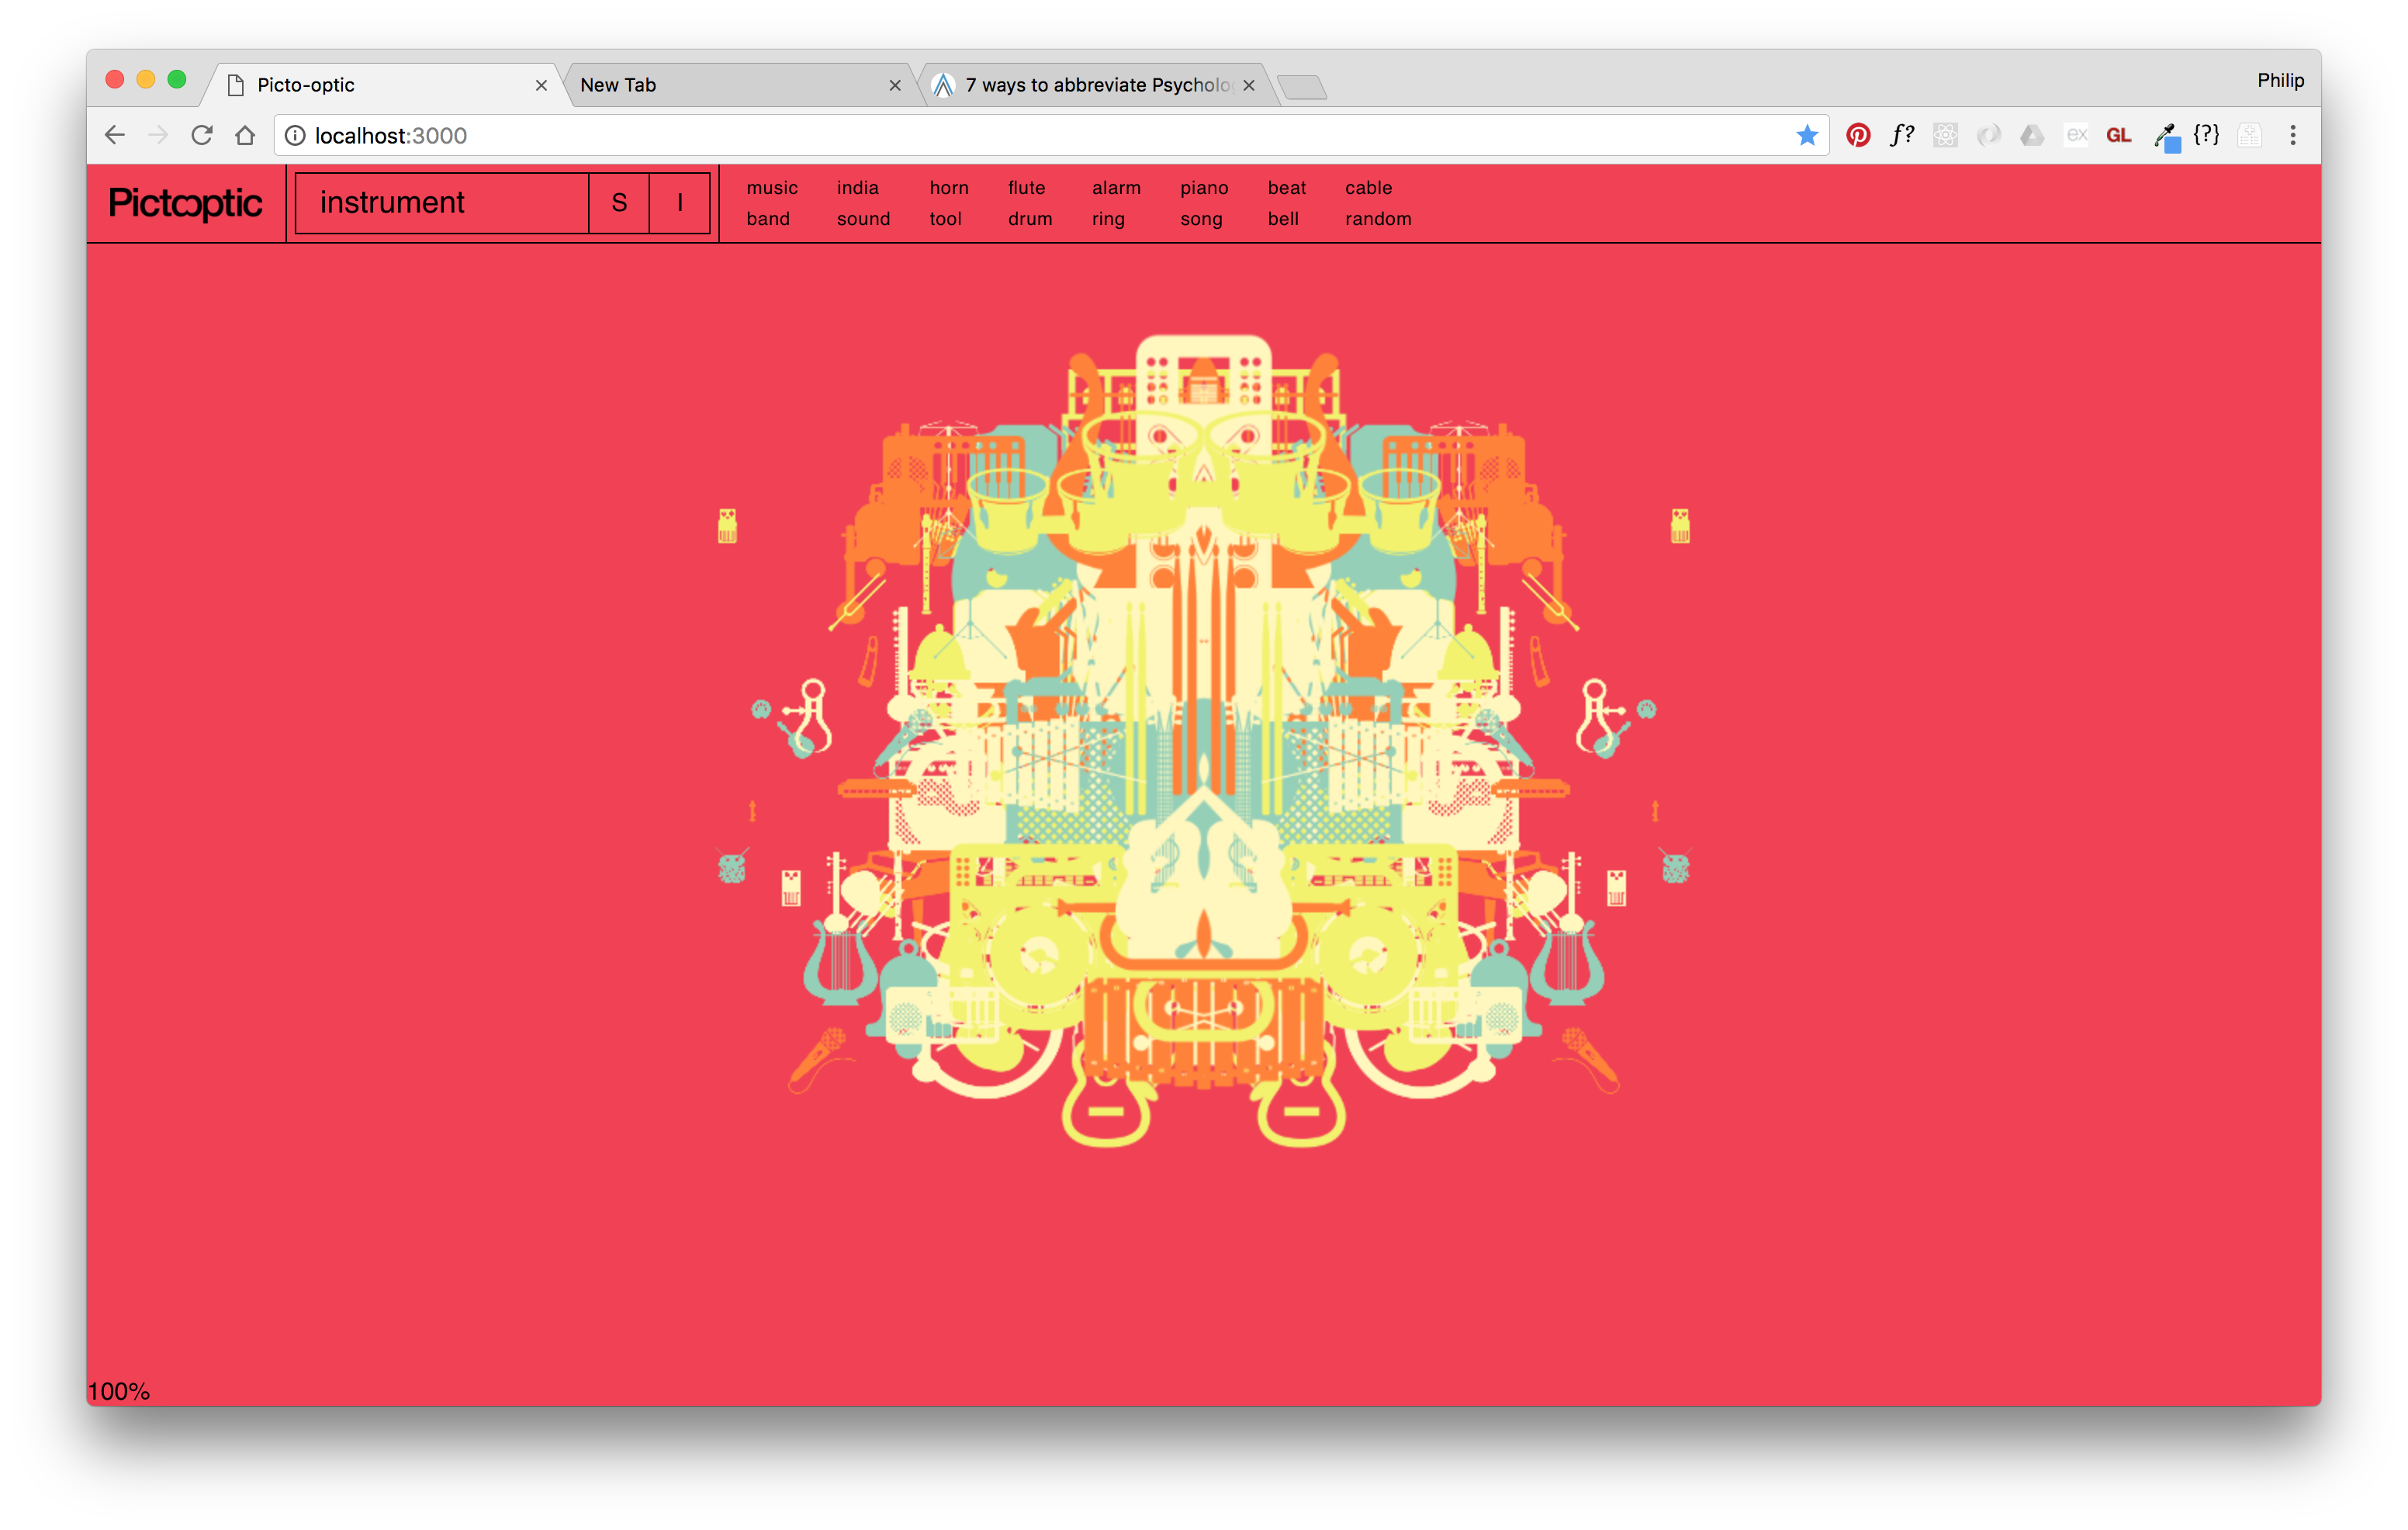 Picto-optic
New Tab
7 ways to abbreviate Psycholo
Philip
localhost:3000
f?
ex
GL
{?}
Pictooptic
instrument
S
I
music india horn flute alarm piano beat cable
band sound tool drum ring song bell random
100%